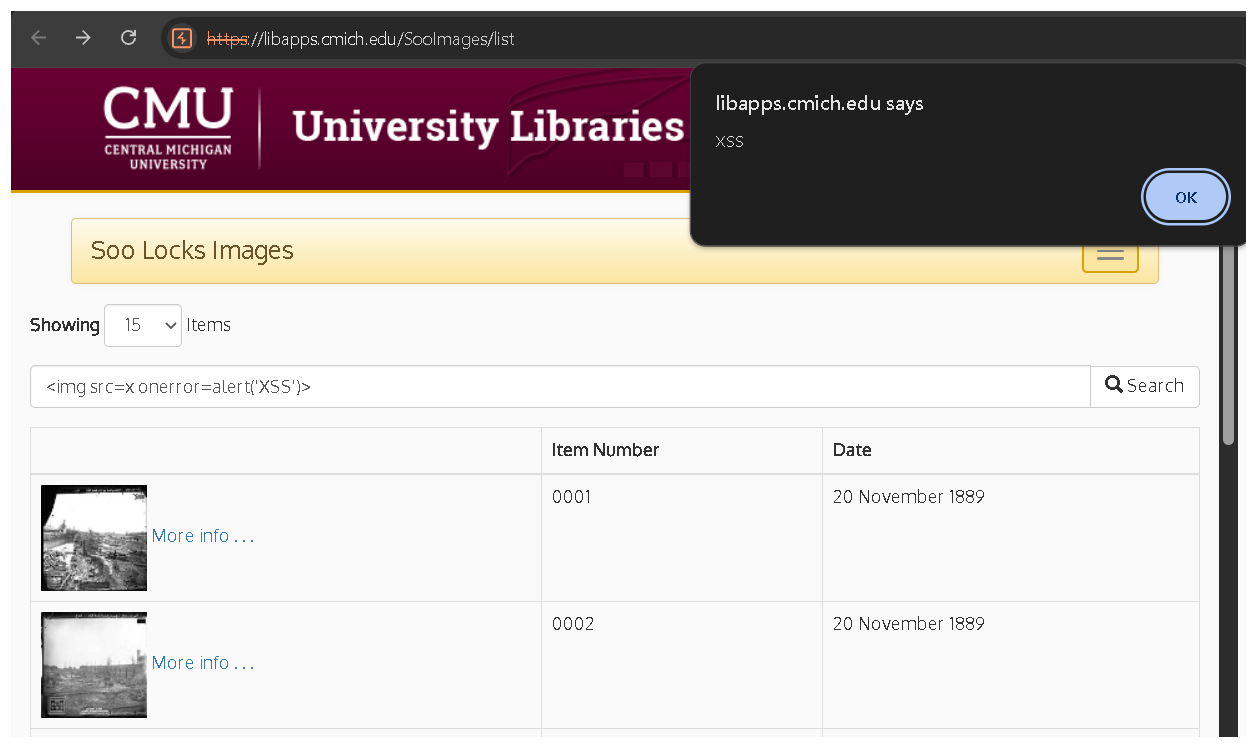 https://libapps.cmich.edu/SooImages/list
CMU
CENTRAL MICHIGAN
UNIVERSITY
University Libraries
libapps.cmich.edu says
XSS
OK
Soo Locks Images
Showing 15 Items
<img src=x onerror=alert('XSS')>
Search
Item Number Date
More info . . . 0001 20 November 1889
More info . . . 0002 20 November 1889